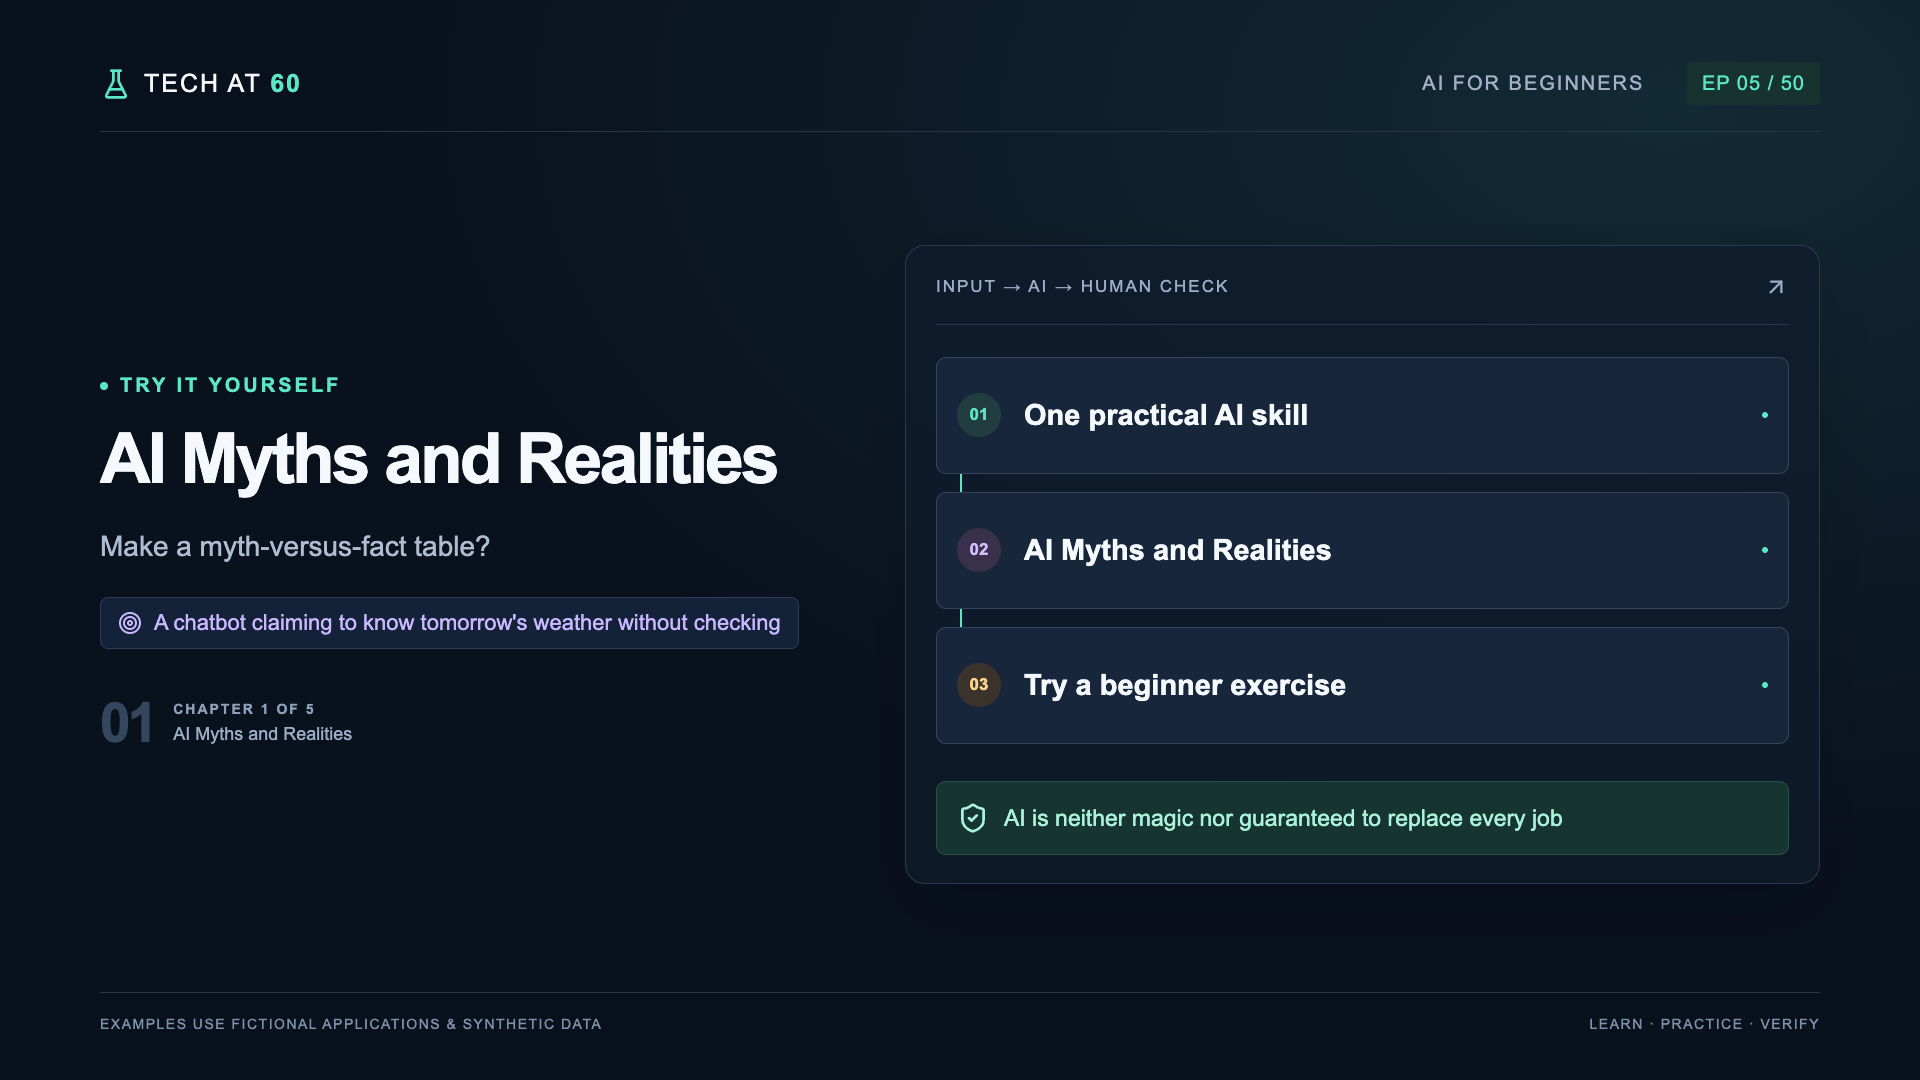 TECH AT 60
AI FOR BEGINNERS
EP 05 / 50
TRY IT YOURSELF
AI Myths and Realities
Make a myth-versus-fact table?
A chatbot claiming to know tomorrow's weather without checking
01
CHAPTER 1 OF 5
AI Myths and Realities
INPUT → AI → HUMAN CHECK
01 One practical AI skill
02 AI Myths and Realities
03 Try a beginner exercise
AI is neither magic nor guaranteed to replace every job
EXAMPLES USE FICTIONAL APPLICATIONS & SYNTHETIC DATA
LEARN · PRACTICE · VERIFY